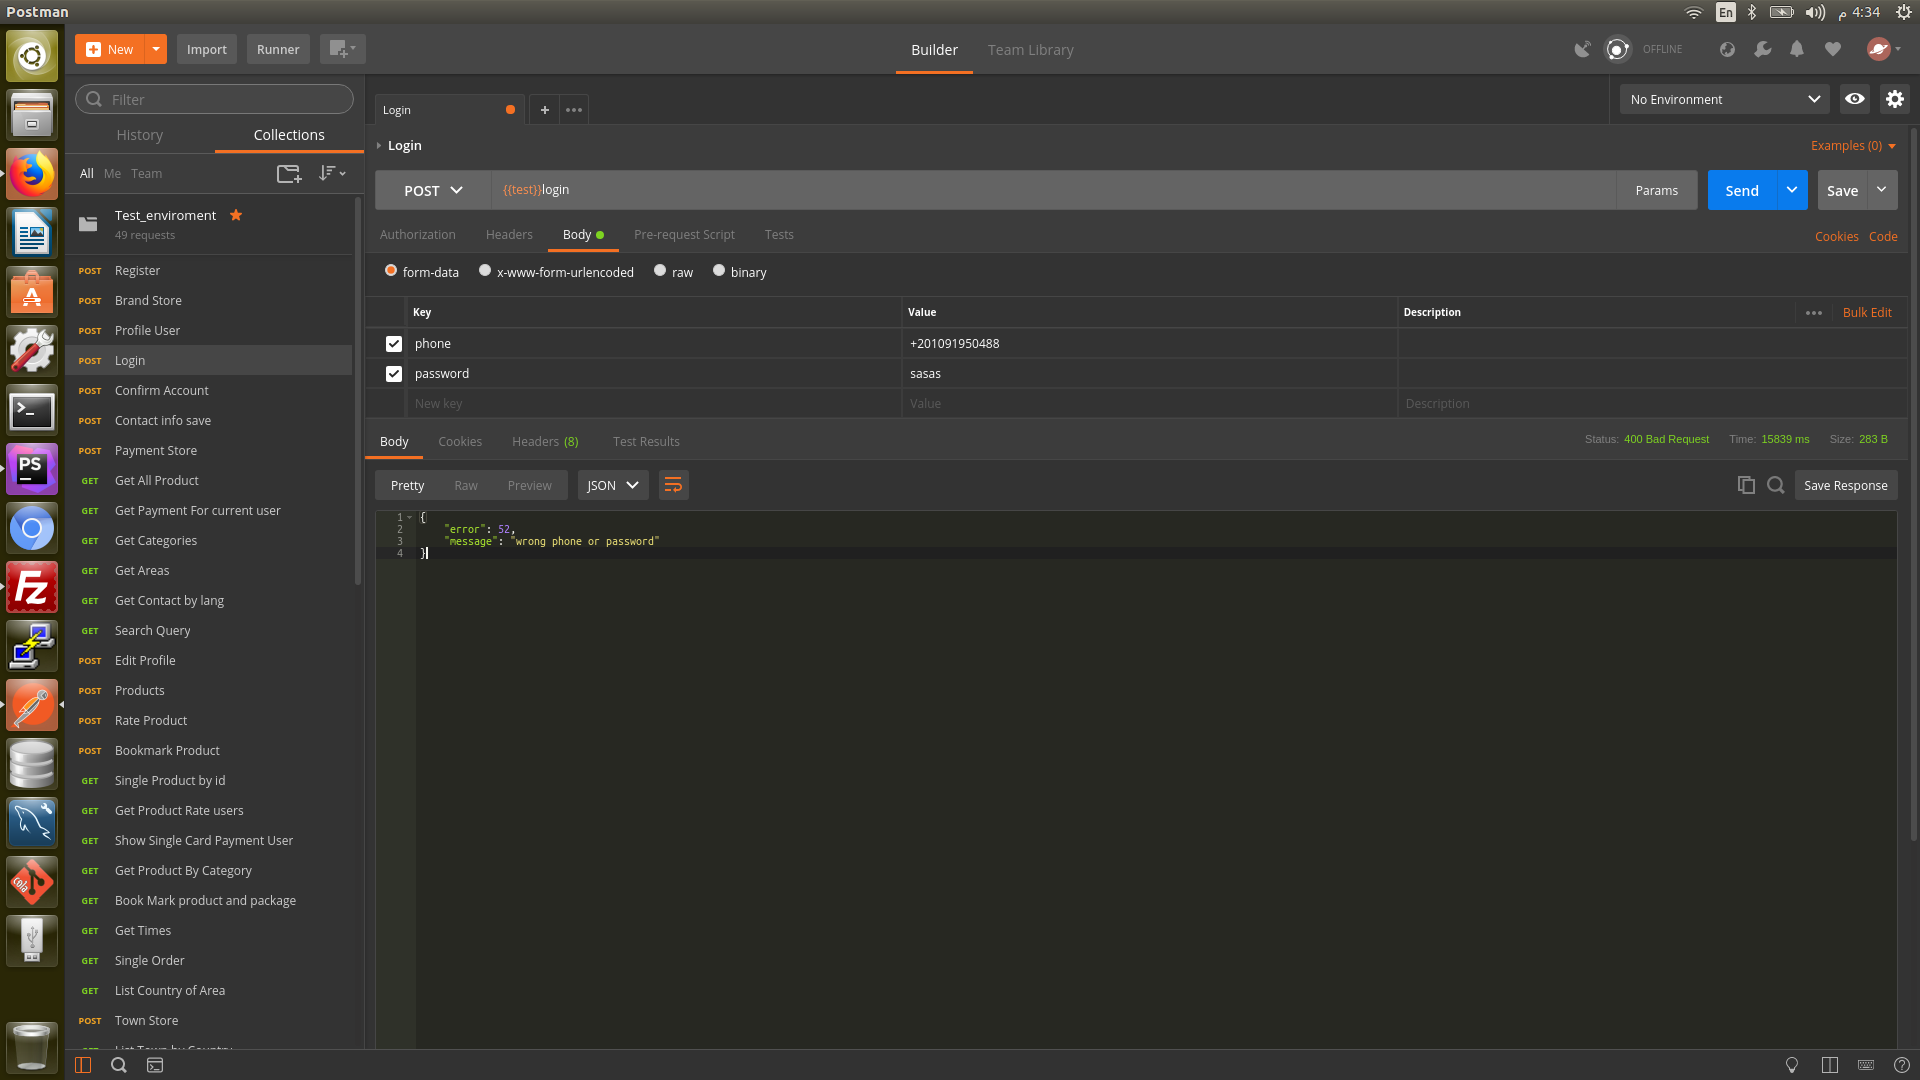 Postman
En
م 4:34
New
Import
Runner
Builder
Team Library
OFFLINE
Filter
History
Collections
All Me Team
Test_enviroment
49 requests
POST Register
POST Brand Store
POST Profile User
POST Login
POST Confirm Account
POST Contact info save
POST Payment Store
GET Get All Product
GET Get Payment For current user
GET Get Categories
GET Get Areas
GET Get Contact by lang
GET Search Query
POST Edit Profile
POST Products
POST Rate Product
POST Bookmark Product
GET Single Product by id
GET Get Product Rate users
GET Show Single Card Payment User
GET Get Product By Category
GET Book Mark product and package
GET Get Times
GET Single Order
GET List Country of Area
POST Town Store
GET List Town by Country
Login
No Environment
Login
Examples (0)
POST
{{test}}login
Params
Send
Save
Authorization Headers Body Pre-request Script Tests
Cookies Code
form-data x-www-form-urlencoded raw binary
Key Value Description
Bulk Edit
phone +201091950488
password sasas
New key Value Description
Body Cookies Headers (8) Test Results
Status: 400 Bad Request Time: 15839 ms Size: 283 B
Pretty Raw Preview JSON
Save Response
1 {
2 "error": 52,
3 "message": "wrong phone or password"
4 }
PS
Fz
cola